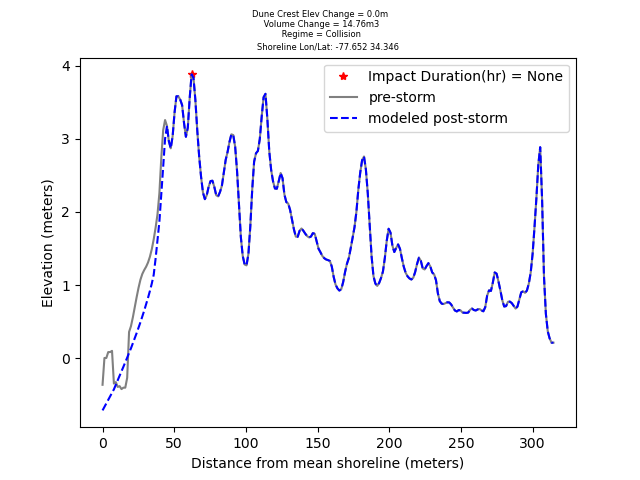 Dune Crest Elev Change = 0.0m
Volume Change = 14.76m3
Regime = Collision
Shoreline Lon/Lat: -77.652 34.346
Impact Duration(hr) = None
pre-storm
modeled post-storm
Elevation (meters)
4
3
2
1
0
0 50 100 150 200 250 300
Distance from mean shoreline (meters)